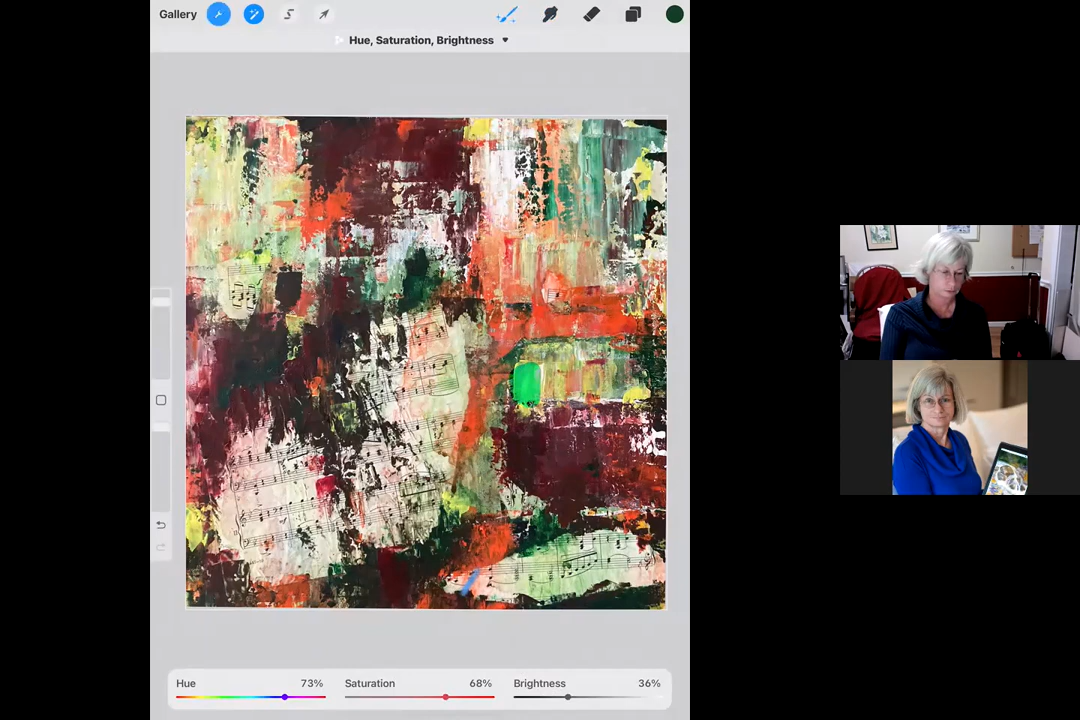 Gallery
Hue, Saturation, Brightness
Hue 73% Saturation 68% Brightness 36%